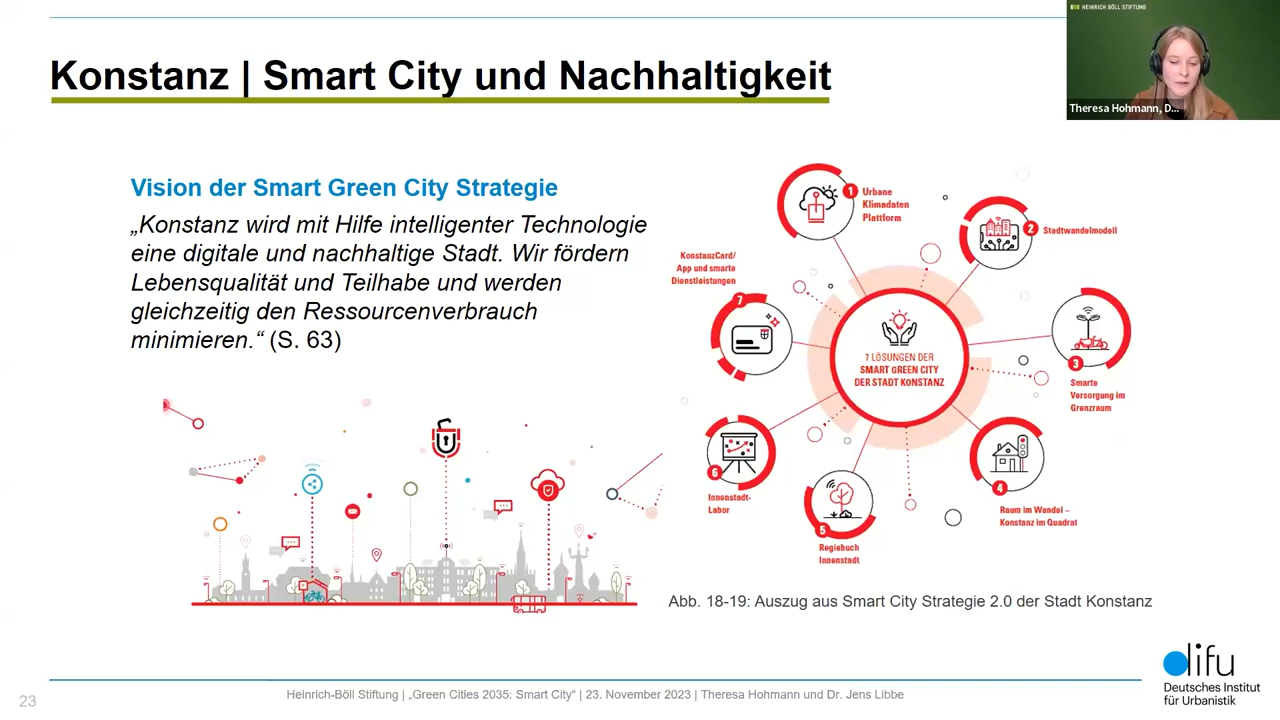 HEINRICH BÖLL STIFTUNG
Theresa Hohmann, D...
Konstanz | Smart City und Nachhaltigkeit
Vision der Smart Green City Strategie
„Konstanz wird mit Hilfe intelligenter Technologie
eine digitale und nachhaltige Stadt. Wir fördern
Lebensqualität und Teilhabe und werden
gleichzeitig den Ressourcenverbrauch
minimieren.“ (S. 63)
7 LÖSUNGEN DER
SMART GREEN CITY
DER STADT KONSTANZ
1
Urbane
Klimadaten
Plattform
2
Stadtwandelmodell
3
Smarte
Versorgung im
Grenzraum
4
Raum im Wandel –
Konstanz im Quadrat
5
Regiebuch
Innenstadt
6
Innenstadt-
Labor
7
KonstanzCard/
App und smarte
Dienstleistungen
Abb. 18-19: Auszug aus Smart City Strategie 2.0 der Stadt Konstanz
23
Heinrich-Böll Stiftung | „Green Cities 2035: Smart City“ | 23. November 2023 | Theresa Hohmann und Dr. Jens Libbe
difu
Deutsches Institut
für Urbanistik